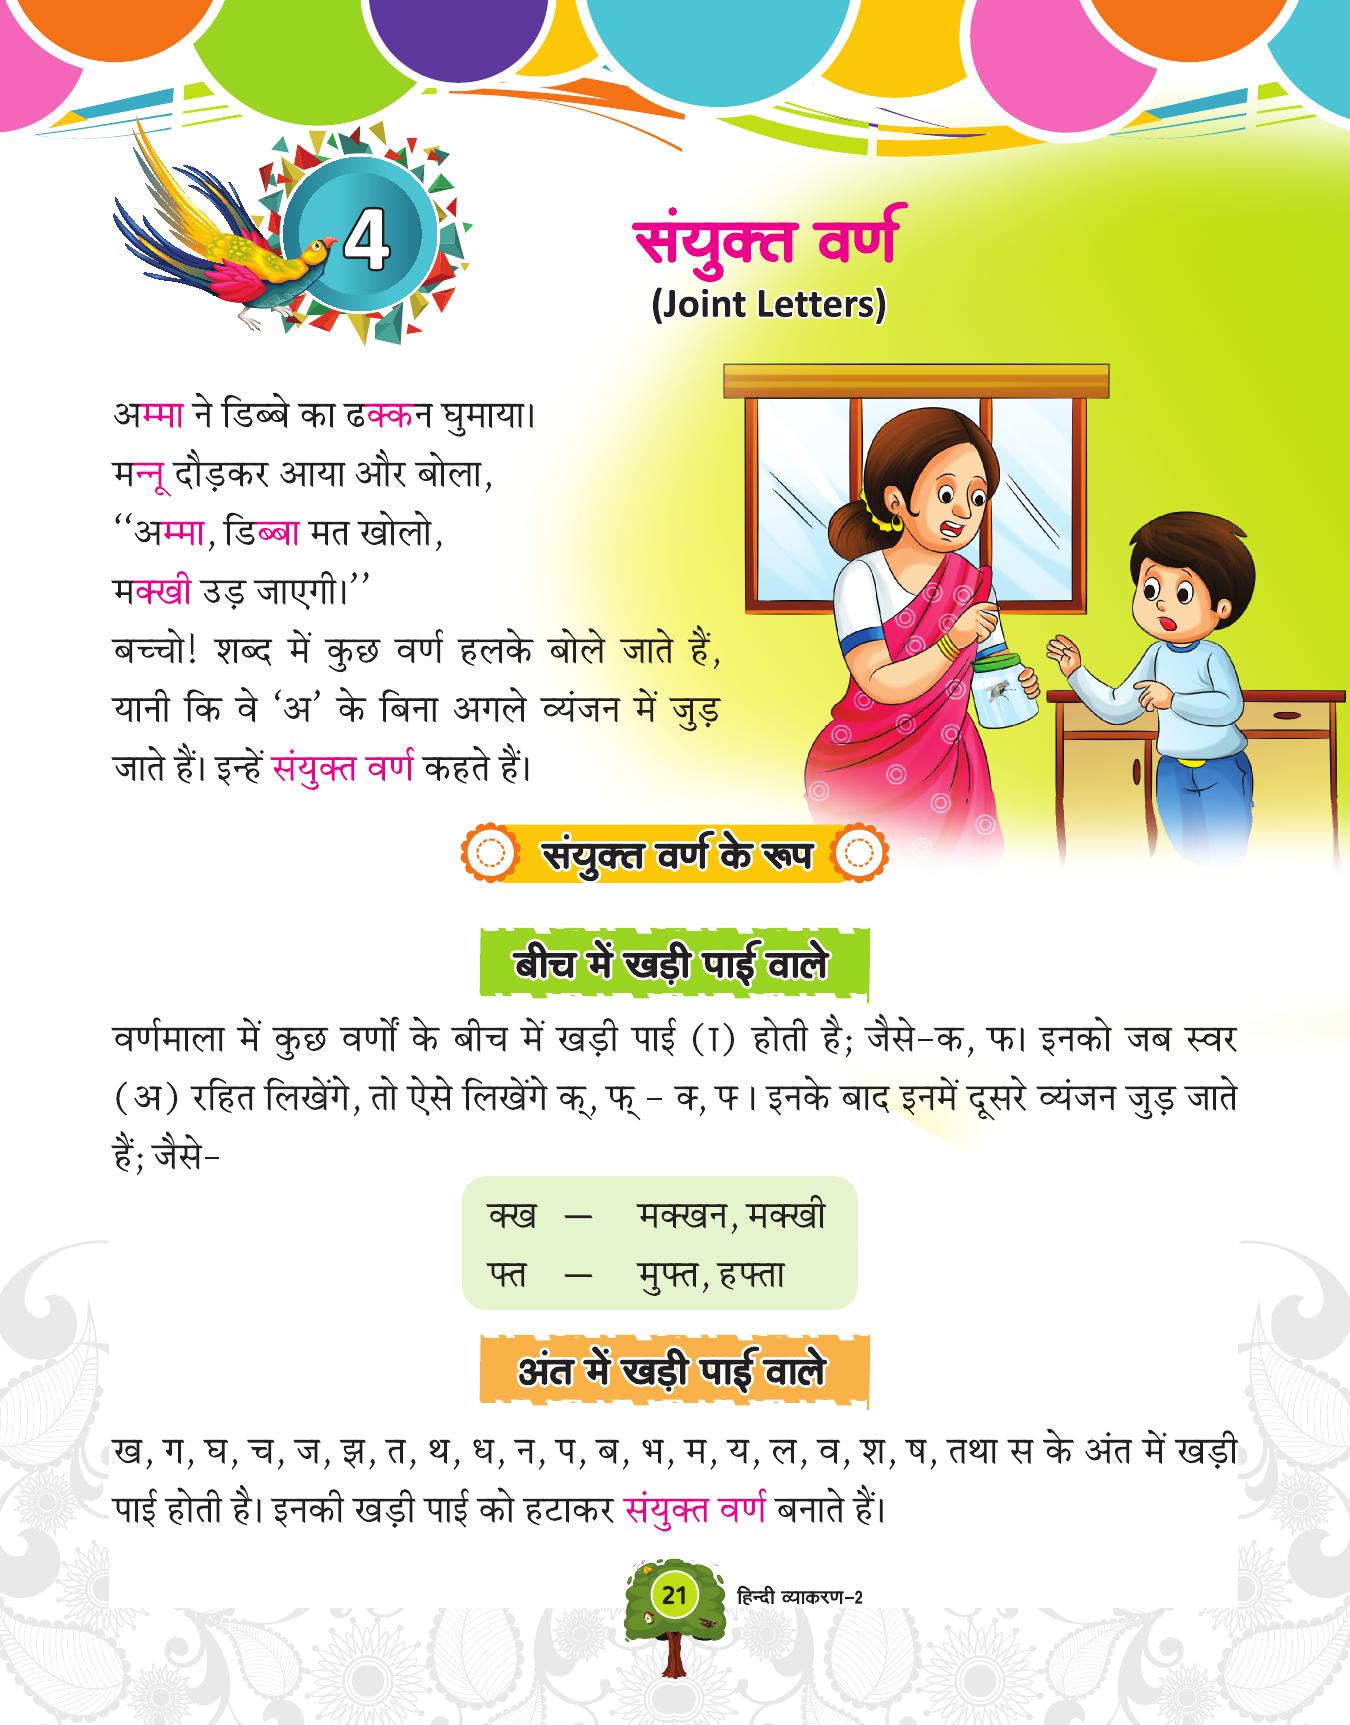 4
संयुक्त वर्ण
(Joint Letters)
अम्मा ने डिब्बे का ढक्कन घुमाया।
मन्नू दौड़कर आया और बोला,
‘‘अम्मा, डिब्बा मत खोलो,
मक्खी उड़ जाएगी।’’
बच्चो! शब्द में कुछ वर्ण हलके बोले जाते हैं,
यानी कि वे ‘अ’ के बिना अगले व्यंजन में जुड़
जाते हैं। इन्हें संयुक्त वर्ण कहते हैं।
संयुक्त वर्ण के रूप
बीच में खड़ी पाई वाले
वर्णमाला में कुछ वर्णों के बीच में खड़ी पाई (ा) होती है; जैसे–क, फ। इनको जब स्वर
(अ) रहित लिखेंगे, तो ऐसे लिखेंगे क्, फ् – क्‍, फ्‍। इनके बाद इनमें दूसरे व्यंजन जुड़ जाते
हैं; जैसे–
क्ख — मक्खन, मक्खी
फ्त — मुफ्त, हफ्ता
अंत में खड़ी पाई वाले
ख, ग, घ, च, ज, झ, त, थ, ध, न, प, ब, भ, म, य, ल, व, श, ष, तथा स के अंत में खड़ी
पाई होती है। इनकी खड़ी पाई को हटाकर संयुक्त वर्ण बनाते हैं।
21 हिन्दी व्याकरण–2